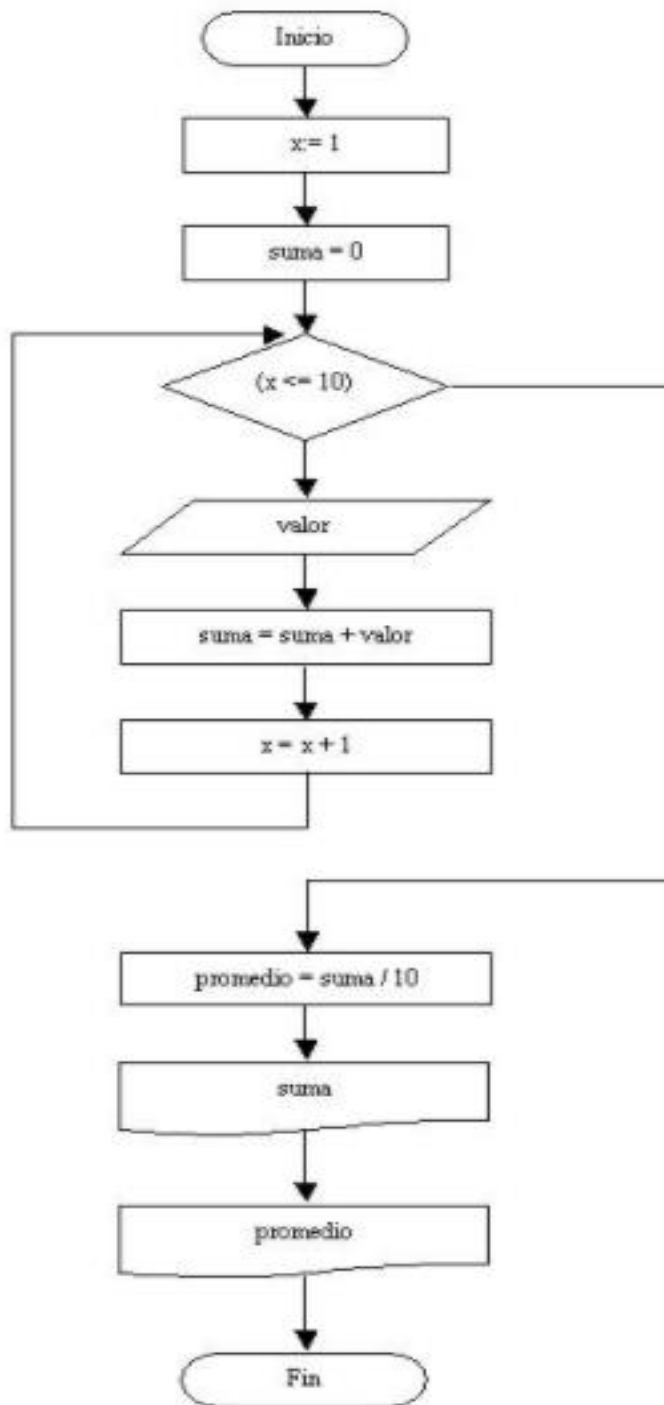 Inicio
x = 1
suma = 0
(x <= 10)
valor
suma = suma + valor
x = x + 1
promedio = suma / 10
suma
promedio
Fin